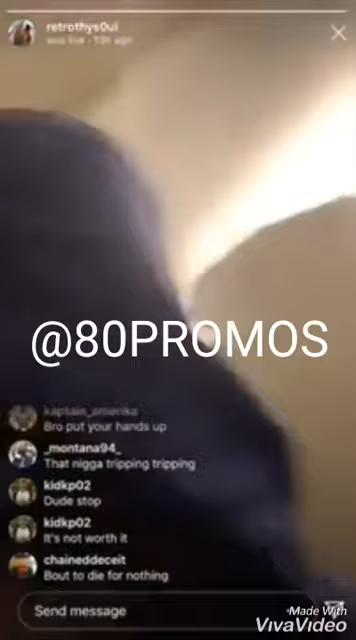 retrothys0ul
was live · 13h ago
@80PROMOS
kaptain_amerika
Bro put your hands up
_montana94_
That nigga tripping tripping
kidkp02
Dude stop
kidkp02
It's not worth it
chaineddeceit
Bout to die for nothing
Send message
Made With
VivaVideo